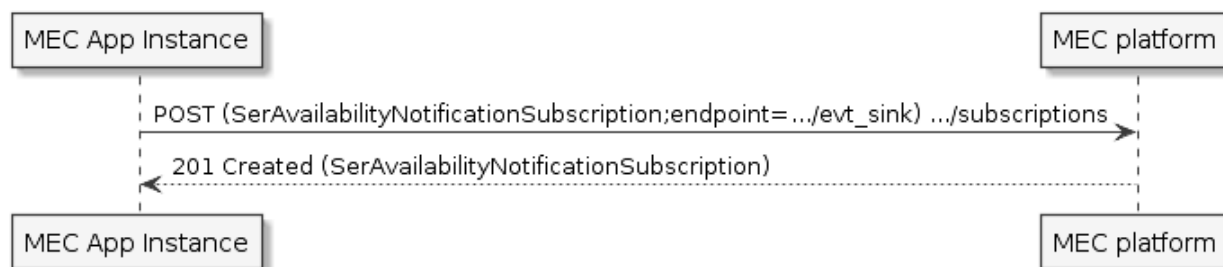 MEC App Instance
MEC platform
POST (SerAvailabilityNotificationSubscription;endpoint=.../evt_sink) .../subscriptions
201 Created (SerAvailabilityNotificationSubscription)
MEC App Instance
MEC platform